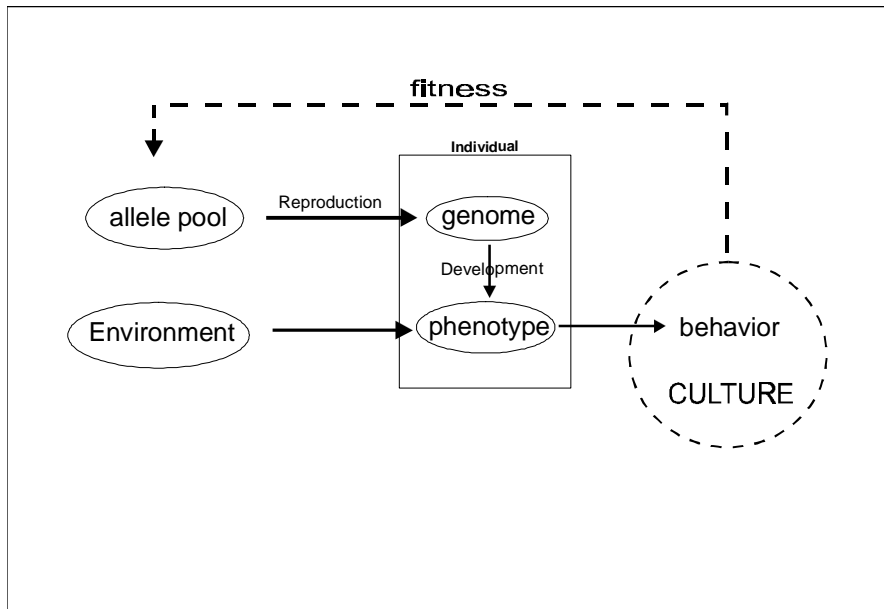 fitness
Individual
allele pool
Reproduction
genome
Development
Environment
phenotype
behavior
CULTURE